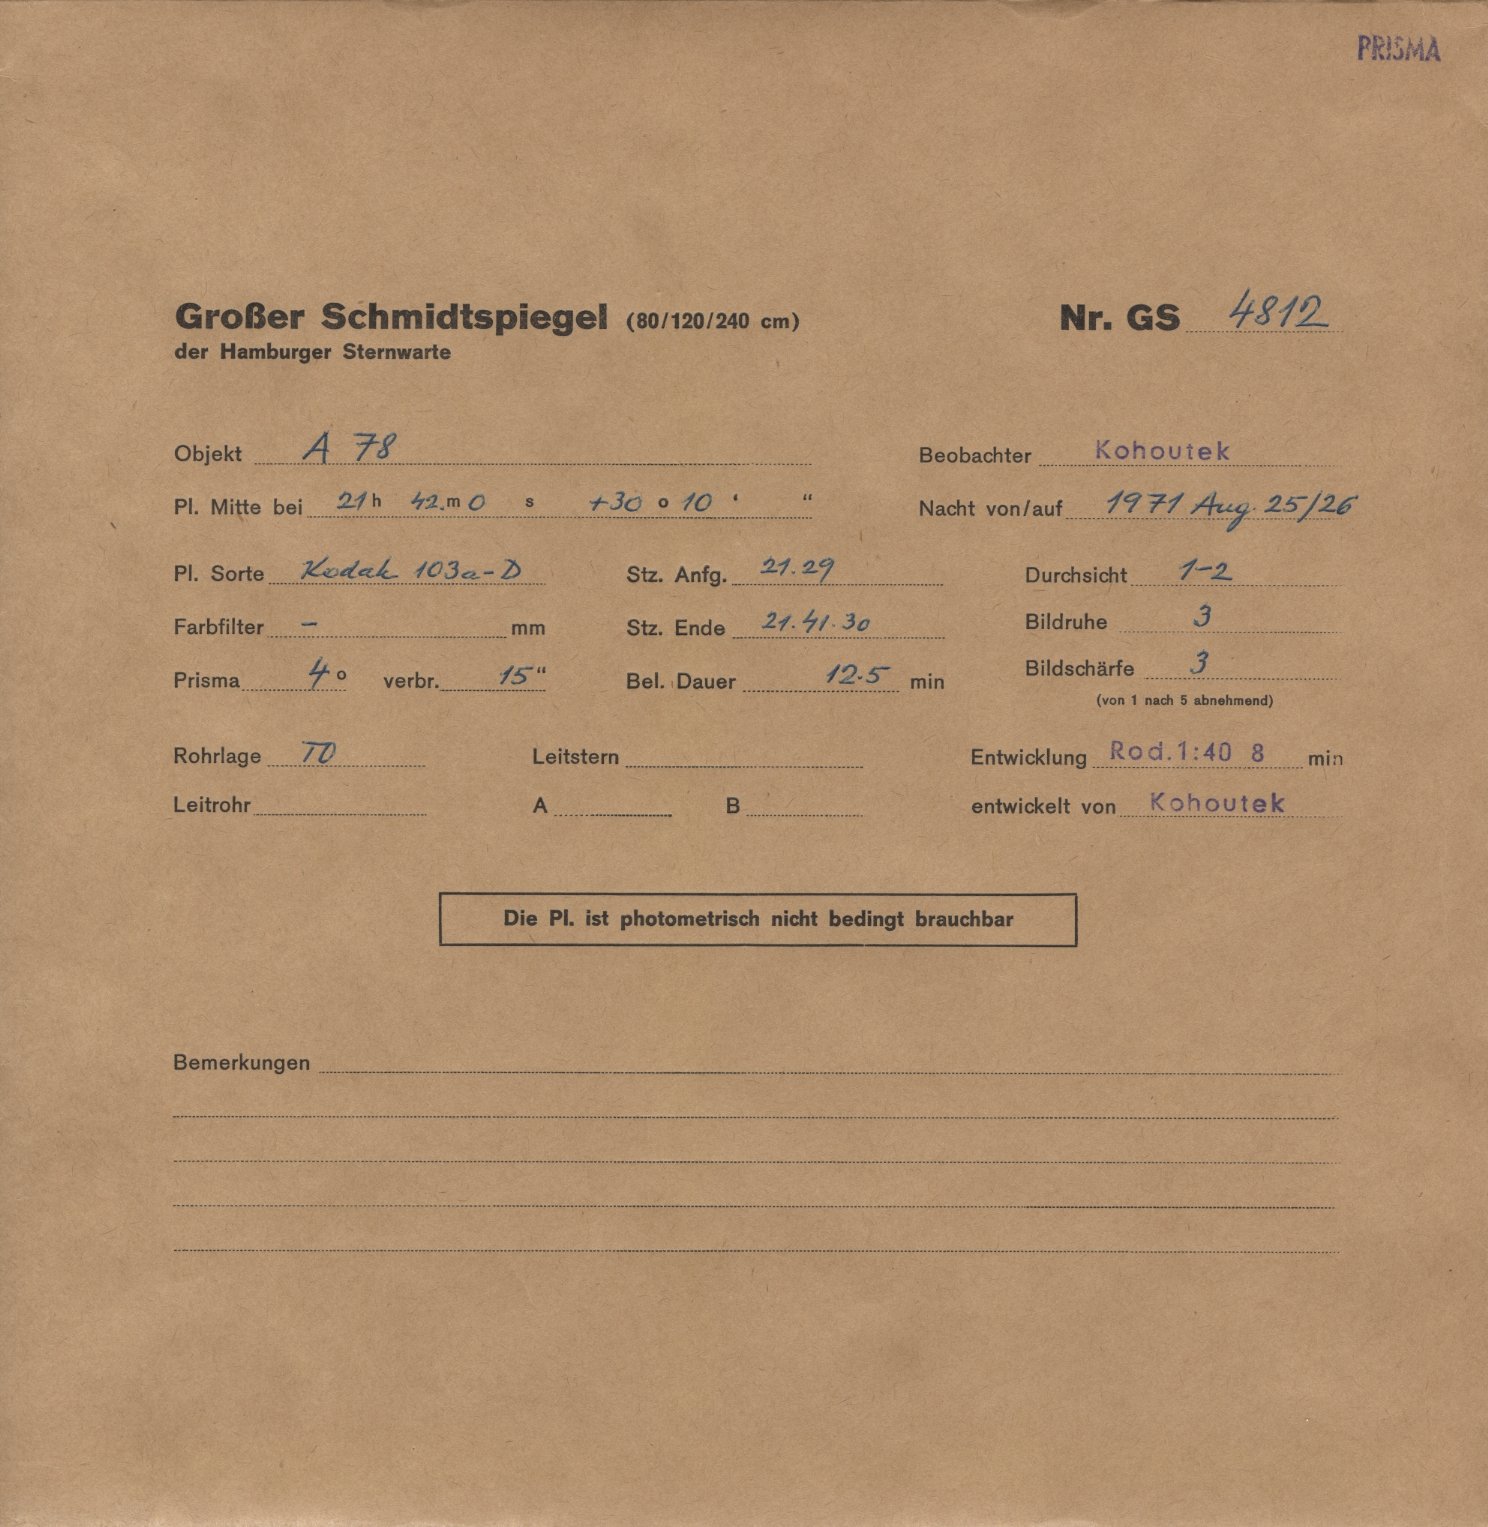 PRISMA
Großer Schmidtspiegel (80/120/240 cm) Nr. GS 4812
der Hamburger Sternwarte
Objekt A 78 Beobachter Kohoutek
Pl. Mitte bei 21 h 42. m 0 s +30 o 10 ‘ “ Nacht von/auf 1971 Aug. 25/26
Pl. Sorte Kodak 103a-D Stz. Anfg. 21.29 Durchsicht 1-2
Farbfilter - mm Stz. Ende 21.41.30 Bildruhe 3
Prisma 4 o verbr. 15“ Bel. Dauer 12.5 min Bildschärfe 3
(von 1 nach 5 abnehmend)
Rohrlage TO Leitstern Entwicklung Rod.1:40 8 min
Leitrohr A B entwickelt von Kohoutek
Die Pl. ist photometrisch nicht bedingt brauchbar
Bemerkungen